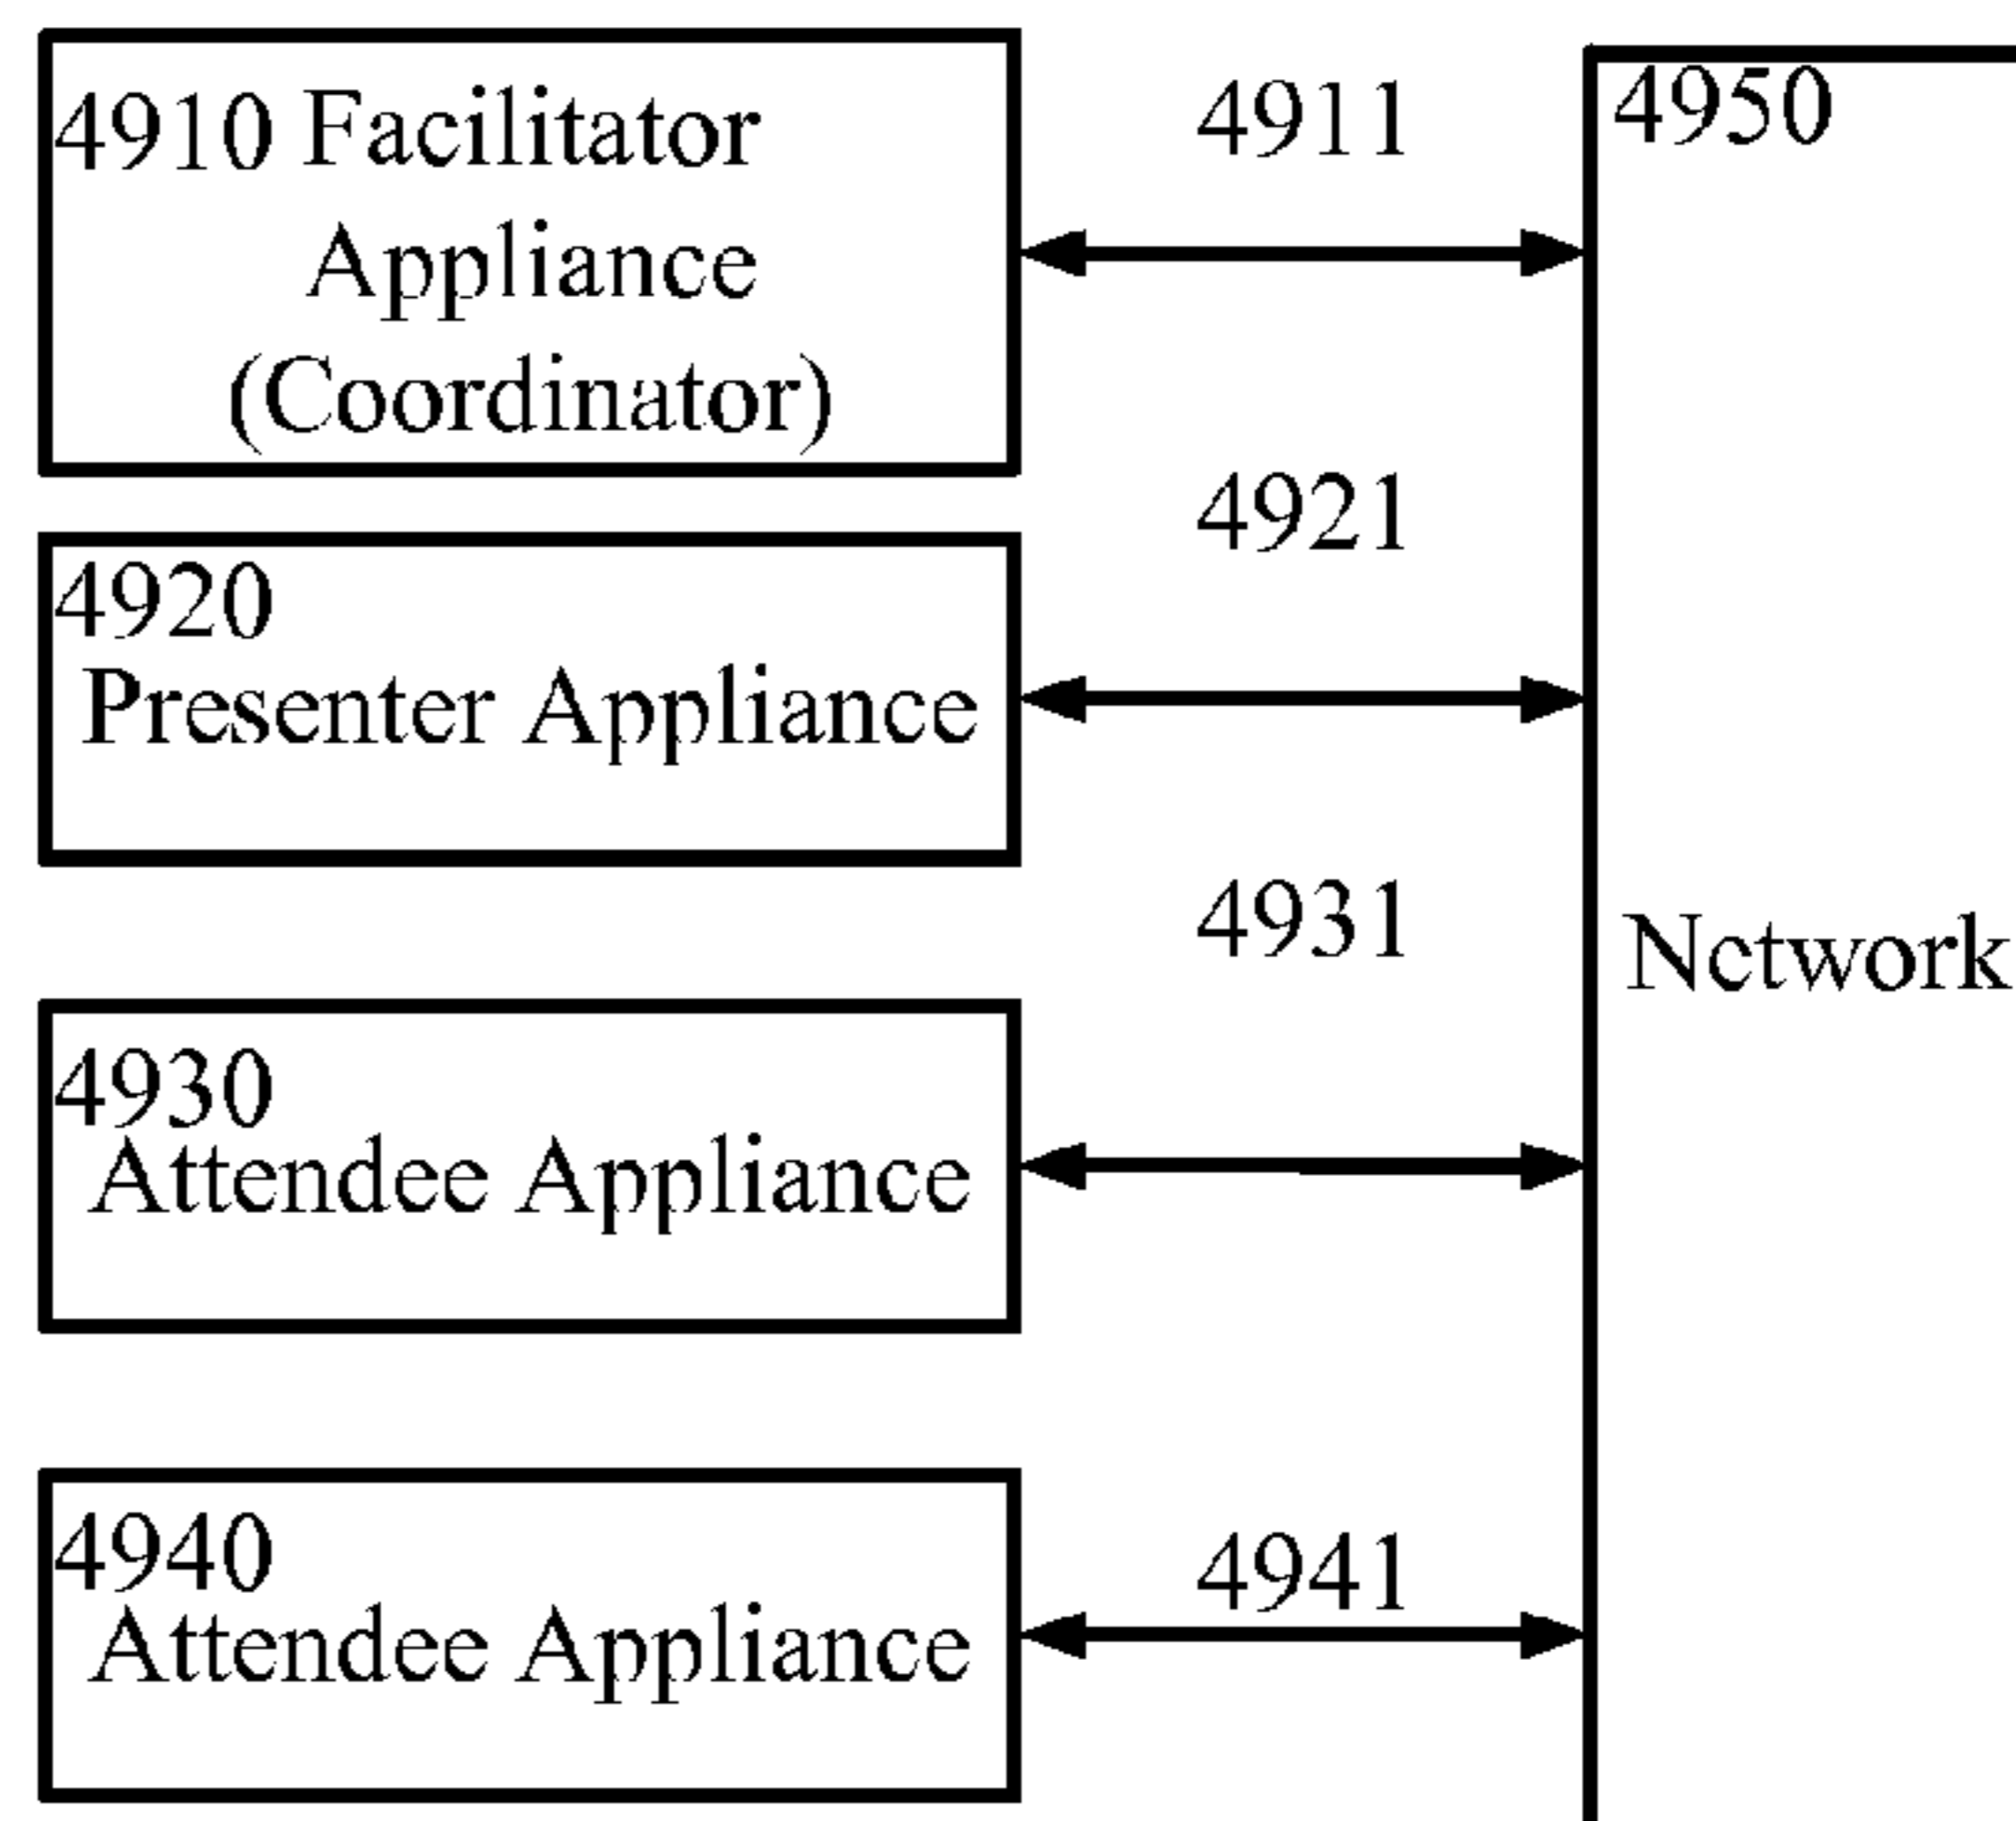 4910 Facilitator
Appliance
(Coordinator)
4911
4950
4921
4920
Presenter Appliance
4931
Network
4930
Attendee Appliance
4940
Attendee Appliance
4941